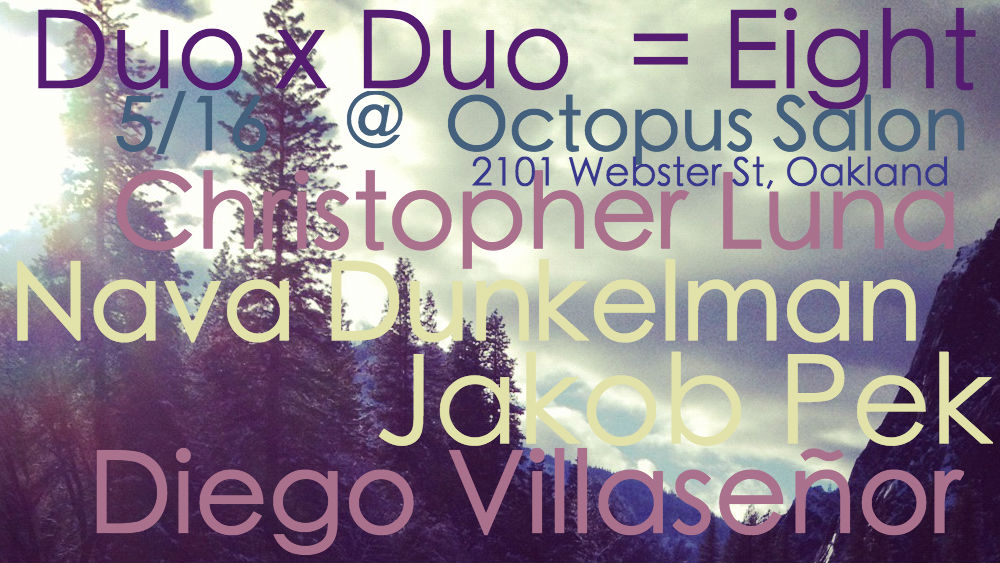 Duo x Duo = Eight
5/16 @ Octopus Salon
2101 Webster St, Oakland
Christopher Luna
Nava Dunkelman
Jakob Pek
Diego Villaseñor